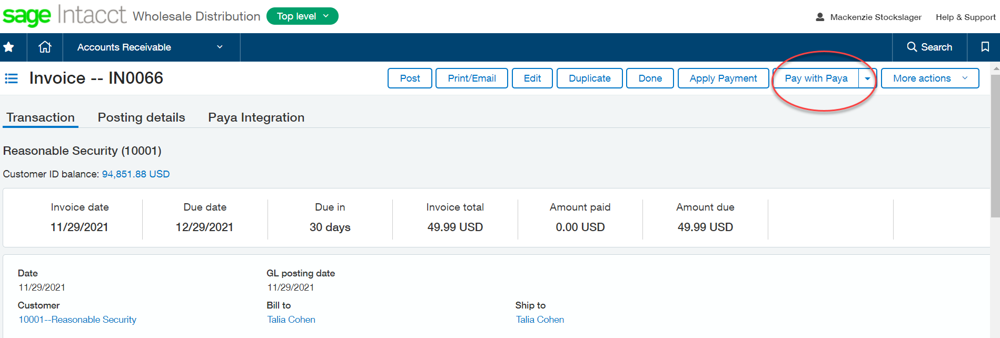 sage Intacct Wholesale Distribution Top level Mackenzie Stockslager Help & Support
Accounts Receivable Search
Invoice -- IN0066 Post Print/Email Edit Duplicate Done Apply Payment Pay with Paya More actions
Transaction Posting details Paya Integration
Reasonable Security (10001)
Customer ID balance: 94,851.88 USD
Invoice date Due date Due in Invoice total Amount paid Amount due
11/29/2021 12/29/2021 30 days 49.99 USD 0.00 USD 49.99 USD
Date GL posting date
11/29/2021 11/29/2021
Customer Bill to Ship to
10001--Reasonable Security Talia Cohen Talia Cohen